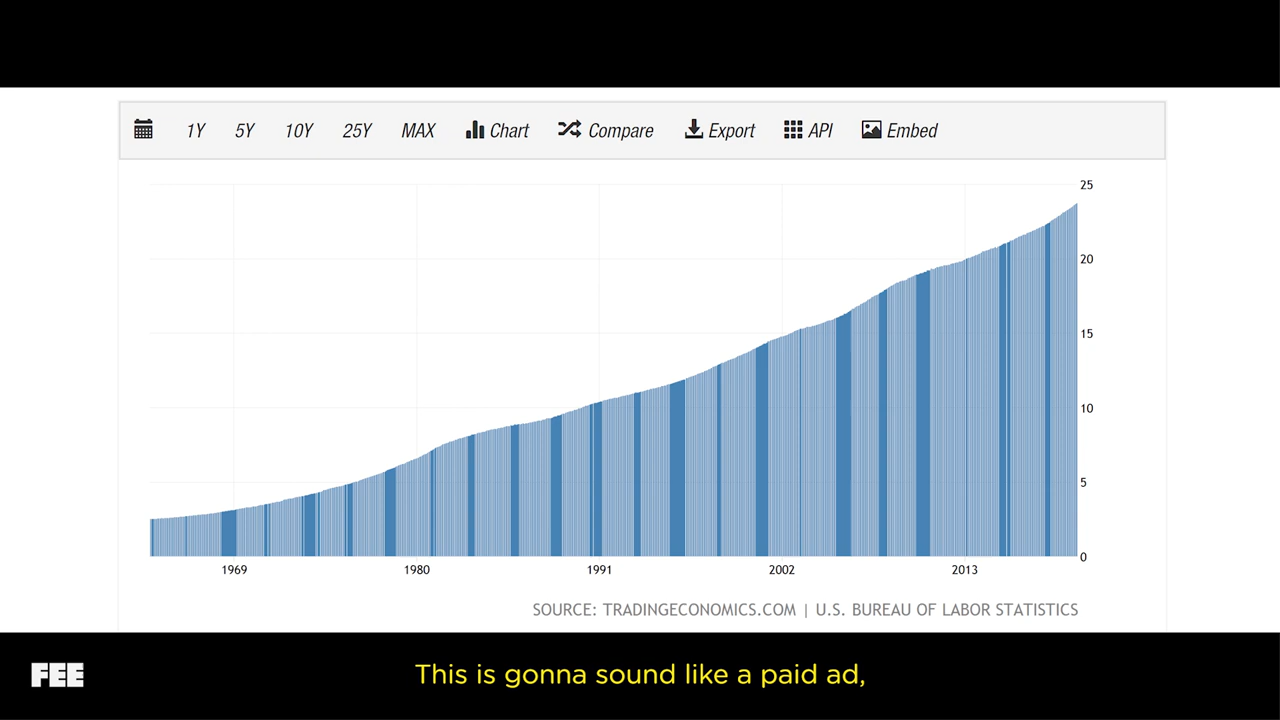 1Y 5Y 10Y 25Y MAX Chart Compare Export API Embed
25
20
15
10
5
0
1969 1980 1991 2002 2013
SOURCE: TRADINGECONOMICS.COM | U.S. BUREAU OF LABOR STATISTICS
FEE
This is gonna sound like a paid ad,